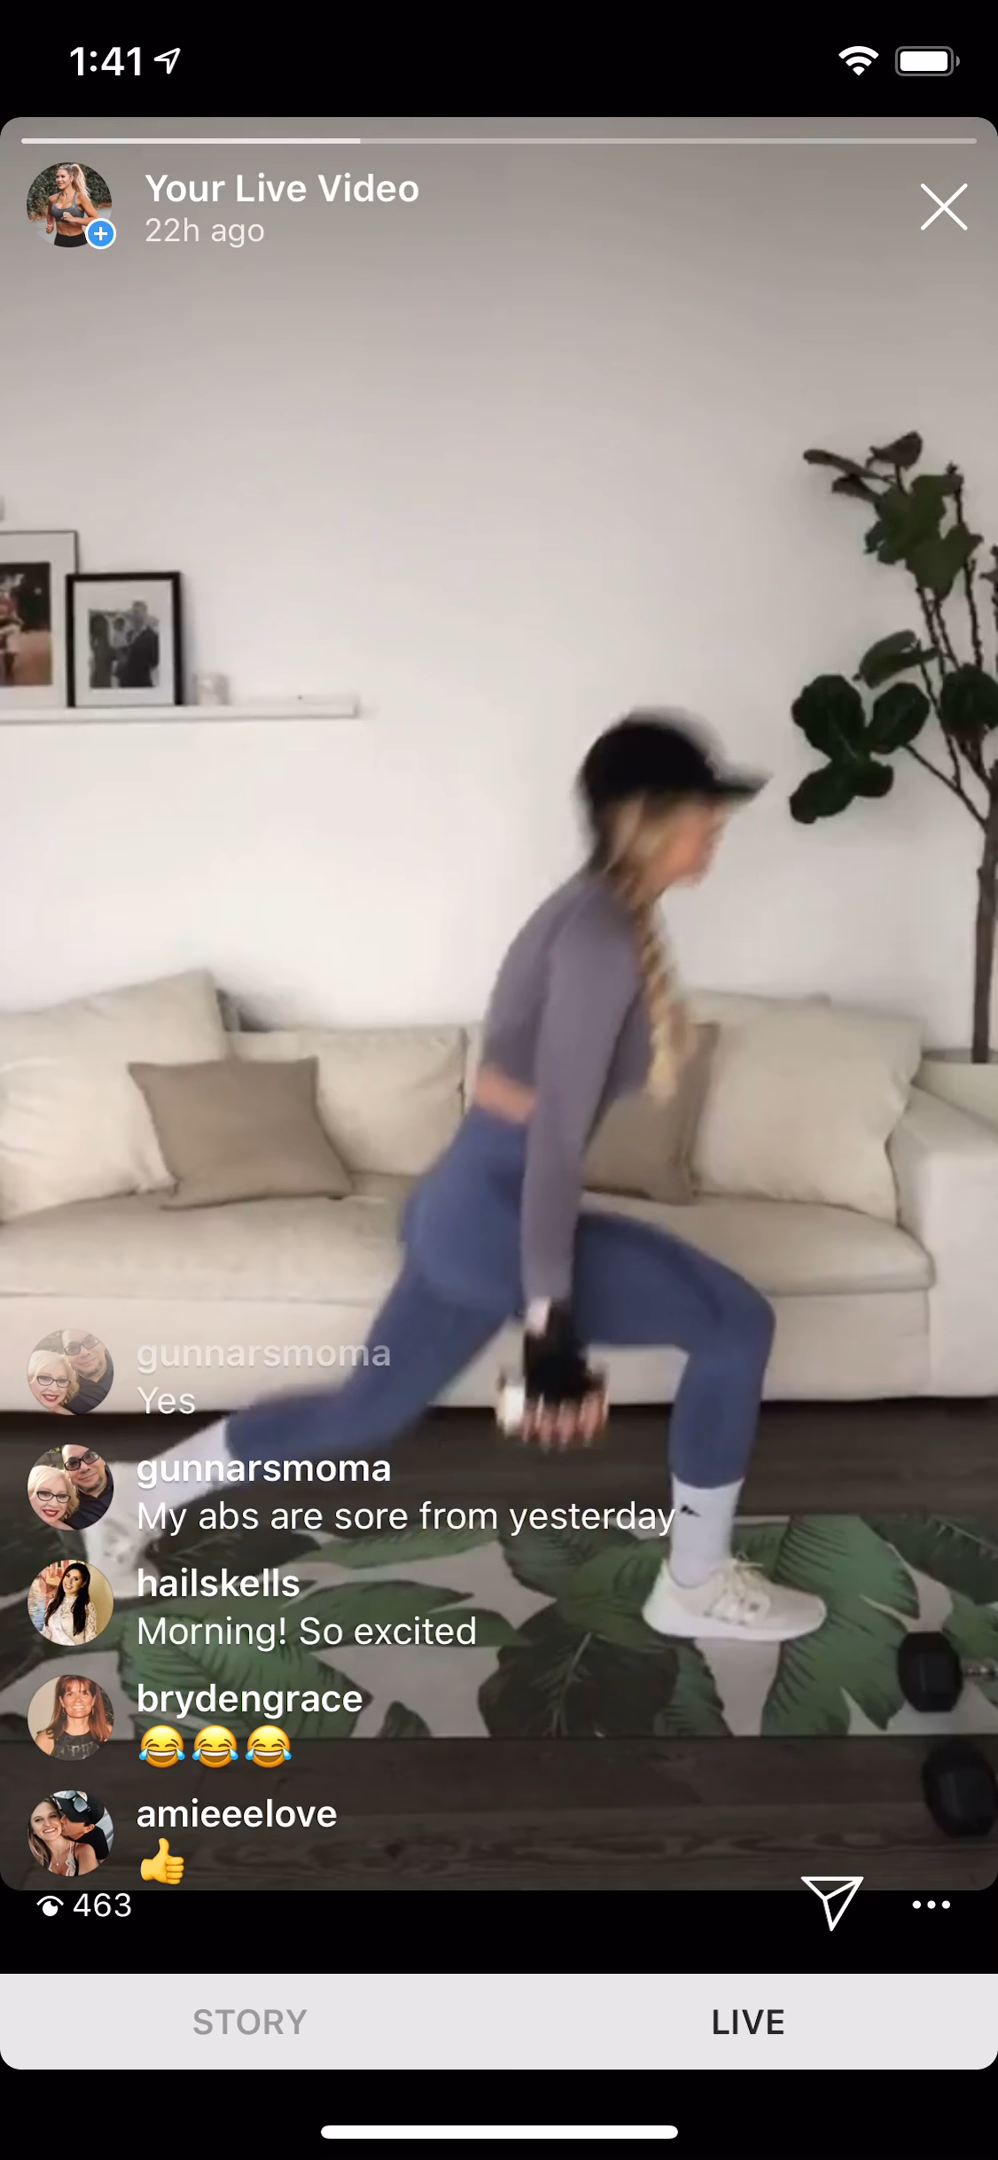 1:41
Your Live Video
22h ago
gunnarsmoma
Yes
gunnarsmoma
My abs are sore from yesterday
hailskells
Morning! So excited
brydengrace
😂😂😂
amieeelove
👍
463
STORY
LIVE